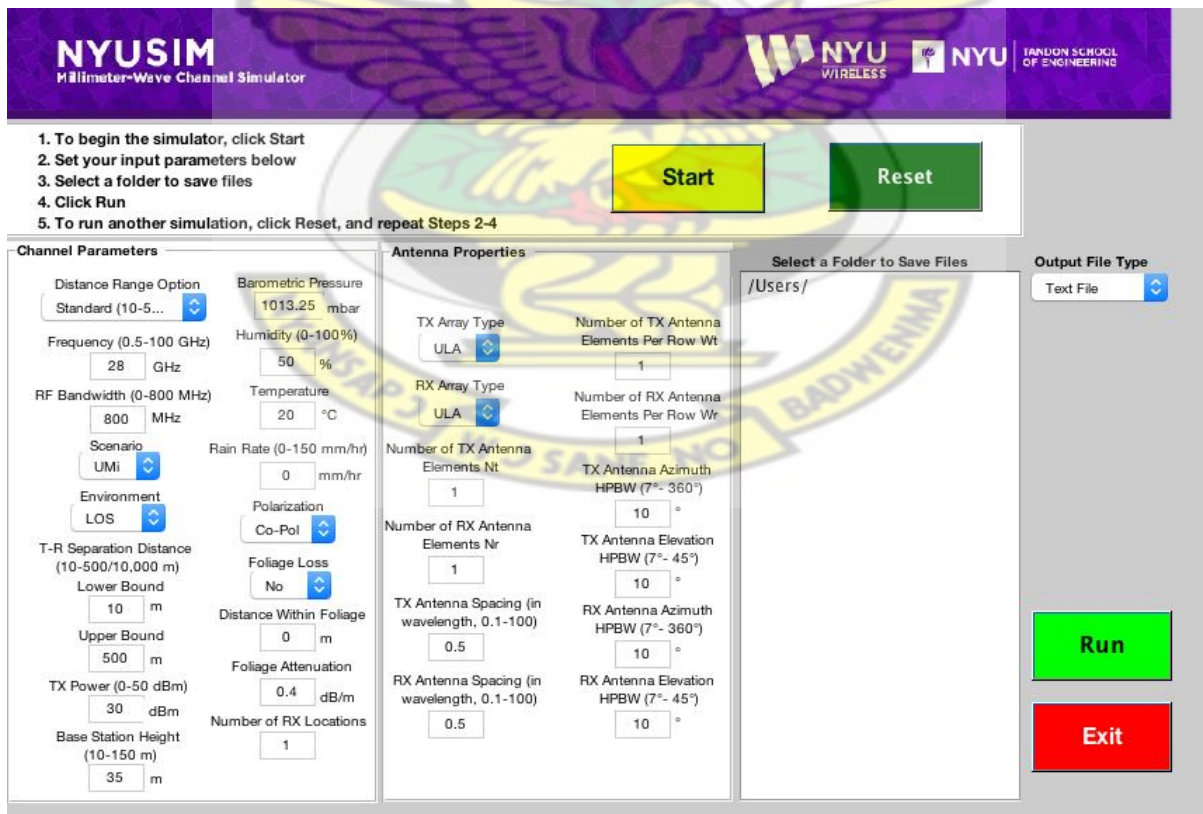 NYUSIM
Millimeter-Wave Channel Simulator
NYU
WIRELESS
NYU
TANDON SCHOOL
OF ENGINEERING
1. To begin the simulator, click Start
2. Set your input parameters below
3. Select a folder to save files
4. Click Run
5. To run another simulation, click Reset, and repeat Steps 2-4
Start
Reset
Channel Parameters
Distance Range Option
Standard (10-5...
Frequency (0.5-100 GHz)
28 GHz
RF Bandwidth (0-800 MHz)
800 MHz
Scenario
UMi
Environment
LOS
T-R Separation Distance
(10-500/10,000 m)
Lower Bound
10 m
Upper Bound
500 m
TX Power (0-50 dBm)
30 dBm
Base Station Height
(10-150 m)
35 m
Barometric Pressure
1013.25 mbar
Humidity (0-100%)
50 %
Temperature
20 °C
Rain Rate (0-150 mm/hr)
0 mm/hr
Polarization
Co-Pol
Foliage Loss
No
Distance Within Foliage
0 m
Foliage Attenuation
0.4 dB/m
Number of RX Locations
1
Antenna Properties
TX Array Type
ULA
RX Array Type
ULA
Number of TX Antenna
Elements Nt
1
Number of RX Antenna
Elements Nr
1
TX Antenna Spacing (in
wavelength, 0.1-100)
0.5
RX Antenna Spacing (in
wavelength, 0.1-100)
0.5
Number of TX Antenna
Elements Per Row Wt
1
Number of RX Antenna
Elements Per Row Wr
1
TX Antenna Azimuth
HPBW (7°- 360°)
10 °
TX Antenna Elevation
HPBW (7°- 45°)
10 °
RX Antenna Azimuth
HPBW (7°- 360°)
10 °
RX Antenna Elevation
HPBW (7°- 45°)
10 °
Select a Folder to Save Files
/Users/
Output File Type
Text File
Run
Exit
WJ SANE NO
BADWENMA